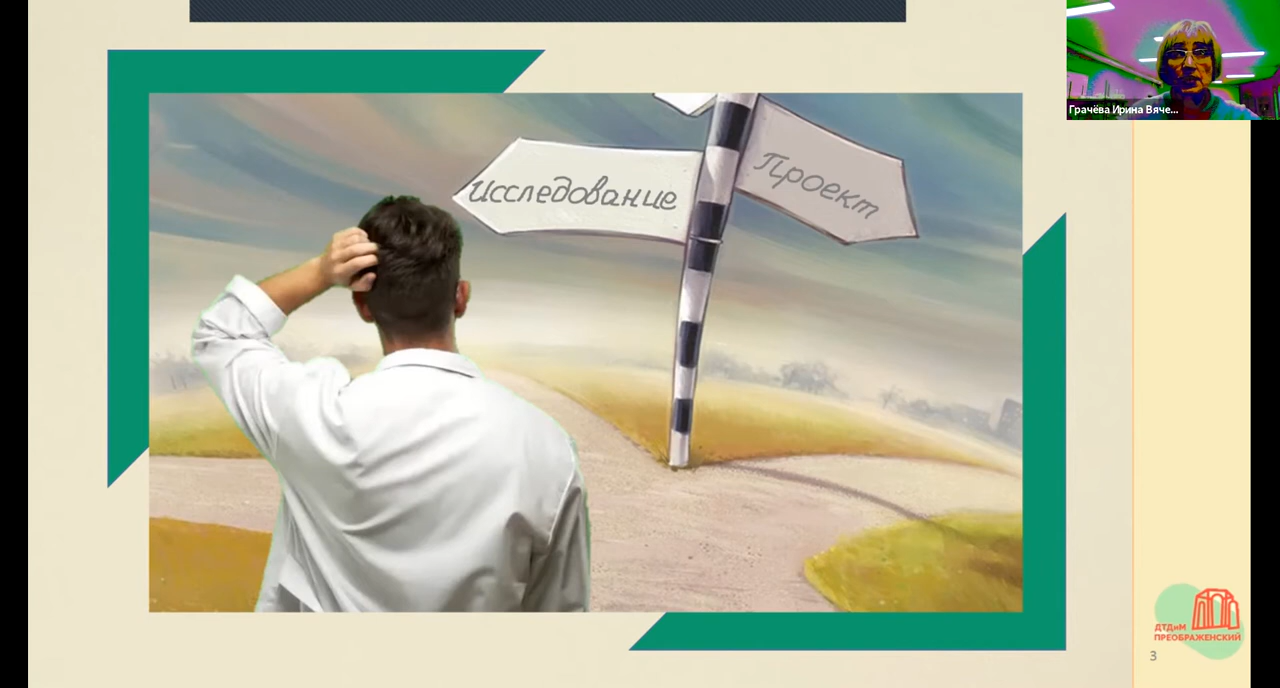 Грачёва Ирина Вяче...
Исследование
Проект
ДТДиМ
ПРЕОБРАЖЕНСКИЙ
3